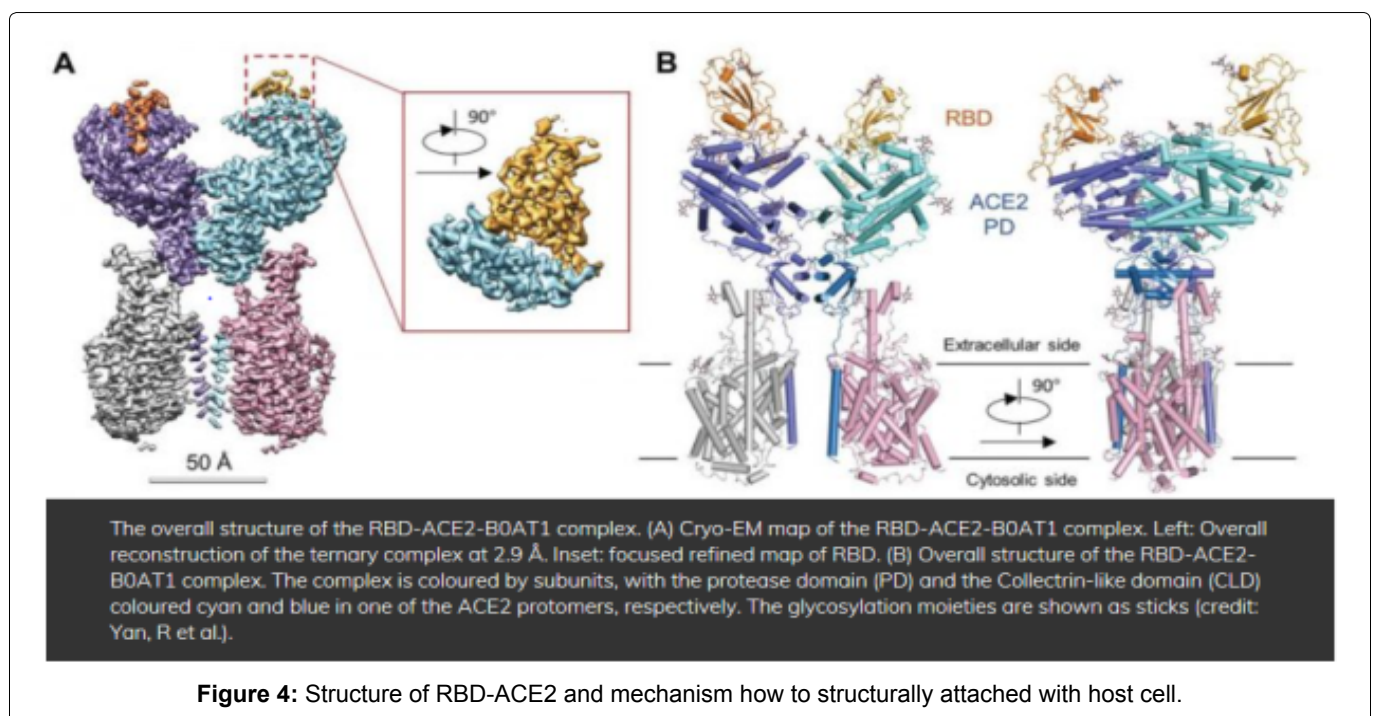 A
90°
50 Å
B
RBD
ACE2
PD
Extracellular side
90°
Cytosolic side
The overall structure of the RBD-ACE2-B0AT1 complex. (A) Cryo-EM map of the RBD-ACE2-B0AT1 complex. Left: Overall
reconstruction of the ternary complex at 2.9 Å. Inset: focused refined map of RBD. (B) Overall structure of the RBD-ACE2-
B0AT1 complex. The complex is coloured by subunits, with the protease domain (PD) and the Collectrin-like domain (CLD)
coloured cyan and blue in one of the ACE2 protomers, respectively. The glycosylation moieties are shown as sticks (credit:
Yan, R et al.).
Figure 4: Structure of RBD-ACE2 and mechanism how to structurally attached with host cell.